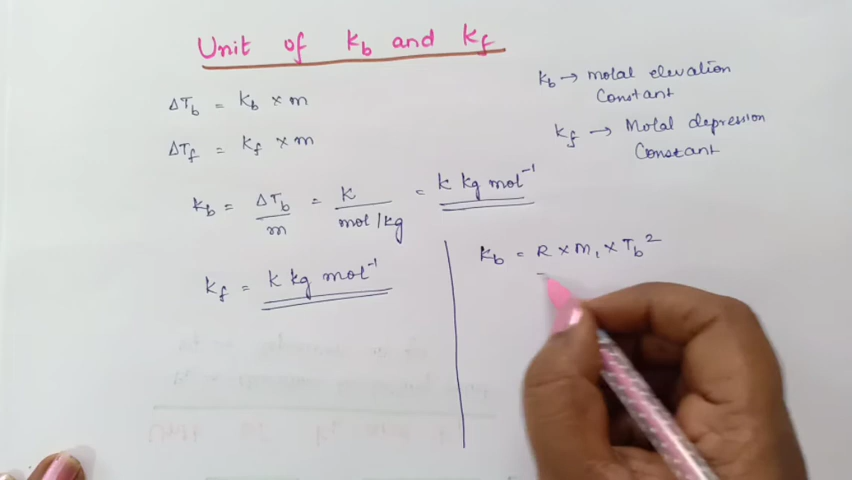 Unit of Kb and Kf
ΔTb = Kb × m
ΔTf = Kf × m
Kb = ΔTb/m = K/mol/kg = K kg mol⁻¹
Kf = K kg mol⁻¹
Kb → molal elevation
Constant
Kf → Molal depression
Constant
Kb = R × M₁ × Tb²